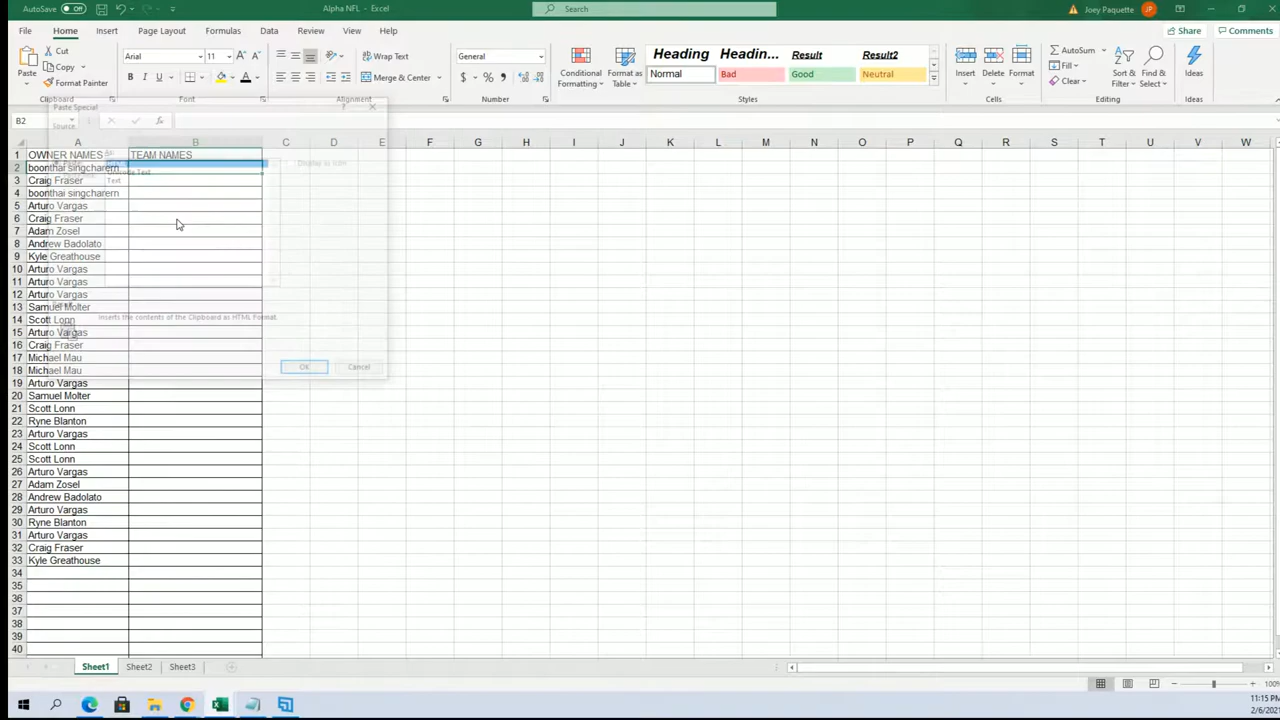 AutoSave Off Alpha NFL - Excel Search Joey Paquette JP
File Home Insert Page Layout Formulas Data Review View Help Share Comments
Cut
Copy
Format Painter
Paste
Clipboard
Arial 11
B I U
Font
Wrap Text
Merge & Center
Alignment
General
$ % ,
Number
Conditional Formatting
Format as Table
Heading Headin... Result Result2
Normal Bad Good Neutral
Styles
Insert Delete Format
Cells
AutoSum
Fill
Clear
Sort & Filter
Find & Select
Editing
Ideas
Ideas
Paste Special
B2
Source:
A B C D E F G H I J K L M N O P Q R S T U V W
1 OWNER NAMES TEAM NAMES
2 boonthai singcharern
Display as icon
Text
3 Craig Fraser
4 boonthai singcharern
5 Arturo Vargas
6 Craig Fraser
7 Adam Zosel
8 Andrew Badolato
9 Kyle Greathouse
10 Arturo Vargas
11 Arturo Vargas
12 Arturo Vargas
13 Samuel Molter
14 Scott Lonn
Inserts the contents of the Clipboard as HTML Format.
15 Arturo Vargas
16 Craig Fraser
17 Michael Mau
OK Cancel
18 Michael Mau
19 Arturo Vargas
20 Samuel Molter
21 Scott Lonn
22 Ryne Blanton
23 Arturo Vargas
24 Scott Lonn
25 Scott Lonn
26 Arturo Vargas
27 Adam Zosel
28 Andrew Badolato
29 Arturo Vargas
30 Ryne Blanton
31 Arturo Vargas
32 Craig Fraser
33 Kyle Greathouse
34
35
36
37
38
39
40
Sheet1 Sheet2 Sheet3
100%
11:15 PM
2/6/202